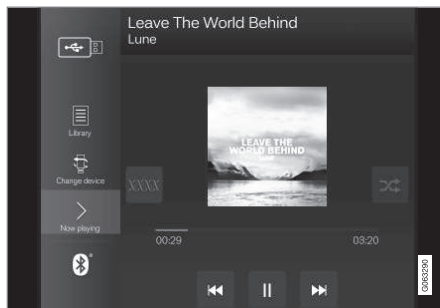 Leave The World Behind
Lune
Library
Change device
Now playing
XXXX
LEAVE THE
WORLD BEHIND
LUNE
00:29
03:20
G063290